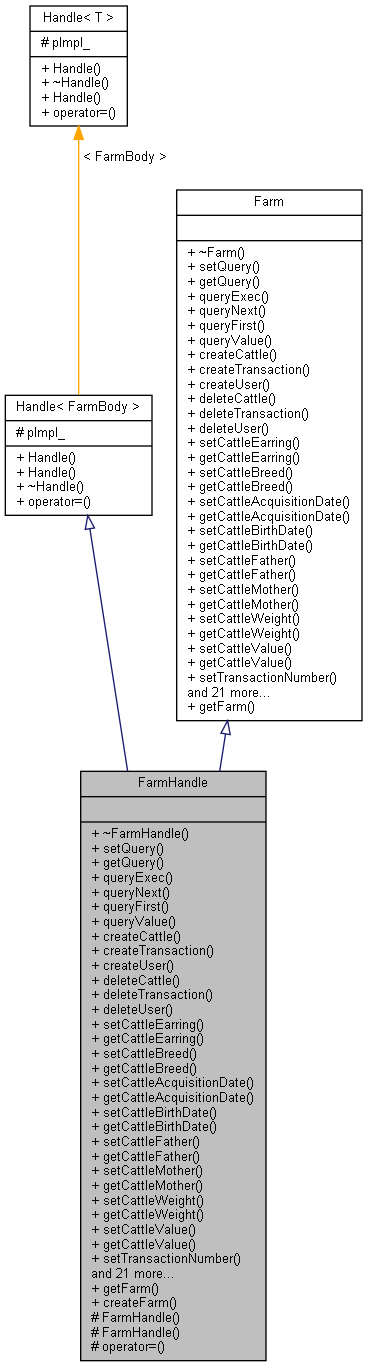 Handle< T >
# pImpl_
+ Handle()
+ ~Handle()
+ Handle()
+ operator=()
< FarmBody >
Farm
+ ~Farm()
+ setQuery()
+ getQuery()
+ queryExec()
+ queryNext()
+ queryFirst()
+ queryValue()
+ createCattle()
+ createTransaction()
+ createUser()
+ deleteCattle()
+ deleteTransaction()
+ deleteUser()
+ setCattleEarring()
+ getCattleEarring()
+ setCattleBreed()
+ getCattleBreed()
+ setCattleAcquisitionDate()
+ getCattleAcquisitionDate()
+ setCattleBirthDate()
+ getCattleBirthDate()
+ setCattleFather()
+ getCattleFather()
+ setCattleMother()
+ getCattleMother()
+ setCattleWeight()
+ getCattleWeight()
+ setCattleValue()
+ getCattleValue()
+ setTransactionNumber()
and 21 more...
+ getFarm()
Handle< FarmBody >
# pImpl_
+ Handle()
+ Handle()
+ ~Handle()
+ operator=()
FarmHandle
+ ~FarmHandle()
+ setQuery()
+ getQuery()
+ queryExec()
+ queryNext()
+ queryFirst()
+ queryValue()
+ createCattle()
+ createTransaction()
+ createUser()
+ deleteCattle()
+ deleteTransaction()
+ deleteUser()
+ setCattleEarring()
+ getCattleEarring()
+ setCattleBreed()
+ getCattleBreed()
+ setCattleAcquisitionDate()
+ getCattleAcquisitionDate()
+ setCattleBirthDate()
+ getCattleBirthDate()
+ setCattleFather()
+ getCattleFather()
+ setCattleMother()
+ getCattleMother()
+ setCattleWeight()
+ getCattleWeight()
+ setCattleValue()
+ getCattleValue()
+ setTransactionNumber()
and 21 more...
+ getFarm()
+ createFarm()
# FarmHandle()
# FarmHandle()
# operator=()